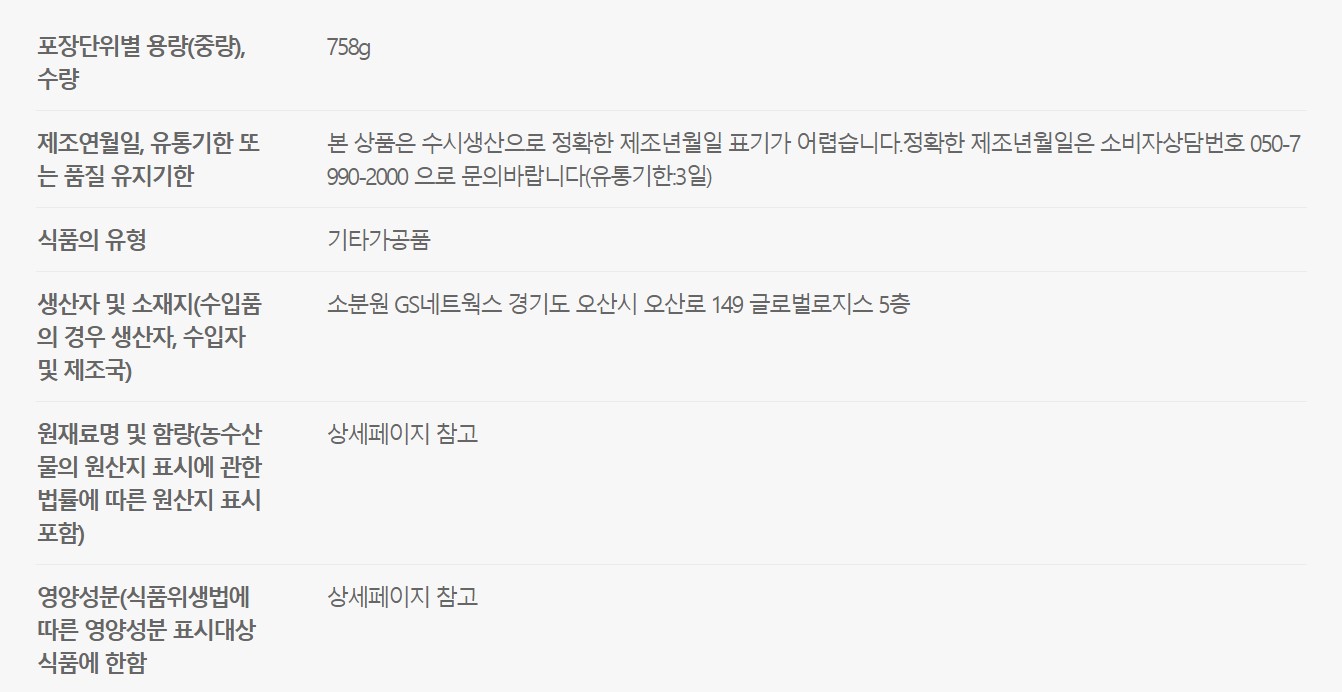 포장단위별 용량(중량),
수량
758g
제조연월일, 유통기한 또
는 품질 유지기한
본 상품은 수시생산으로 정확한 제조년월일 표기가 어렵습니다.정확한 제조년월일은 소비자상담번호 050-7
990-2000 으로 문의바랍니다(유통기한:3일)
식품의 유형
기타가공품
생산자 및 소재지(수입품
의 경우 생산자, 수입자
및 제조국)
소분원 GS네트웍스 경기도 오산시 오산로 149 글로벌로지스 5층
원재료명 및 함량(농수산
물의 원산지 표시에 관한
법률에 따른 원산지 표시
포함)
상세페이지 참고
영양성분(식품위생법에
따른 영양성분 표시대상
식품에 한함
상세페이지 참고